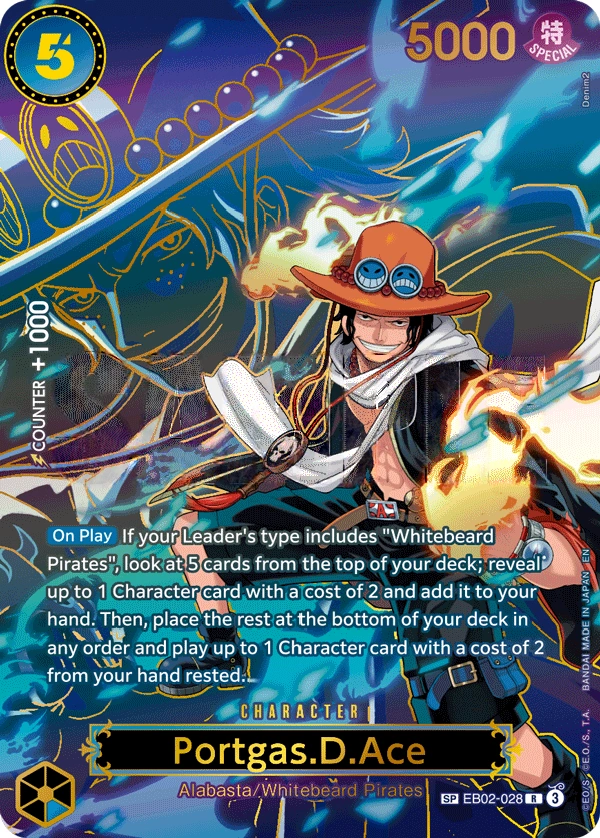 5
5000
特
SPECIAL
Denim2
COUNTER +1000
On Play If your Leader's type includes "Whitebeard
Pirates", look at 5 cards from the top of your deck; reveal
up to 1 Character card with a cost of 2 and add it to your
hand. Then, place the rest at the bottom of your deck in
any order and play up to 1 Character card with a cost of 2
from your hand rested.
CHARACTER
Portgas.D.Ace
Alabasta/Whitebeard Pirates
SP EB02-028 R 3
©E.O/S., ©E.O./S., T.A. BANDAI MADE IN JAPAN EN